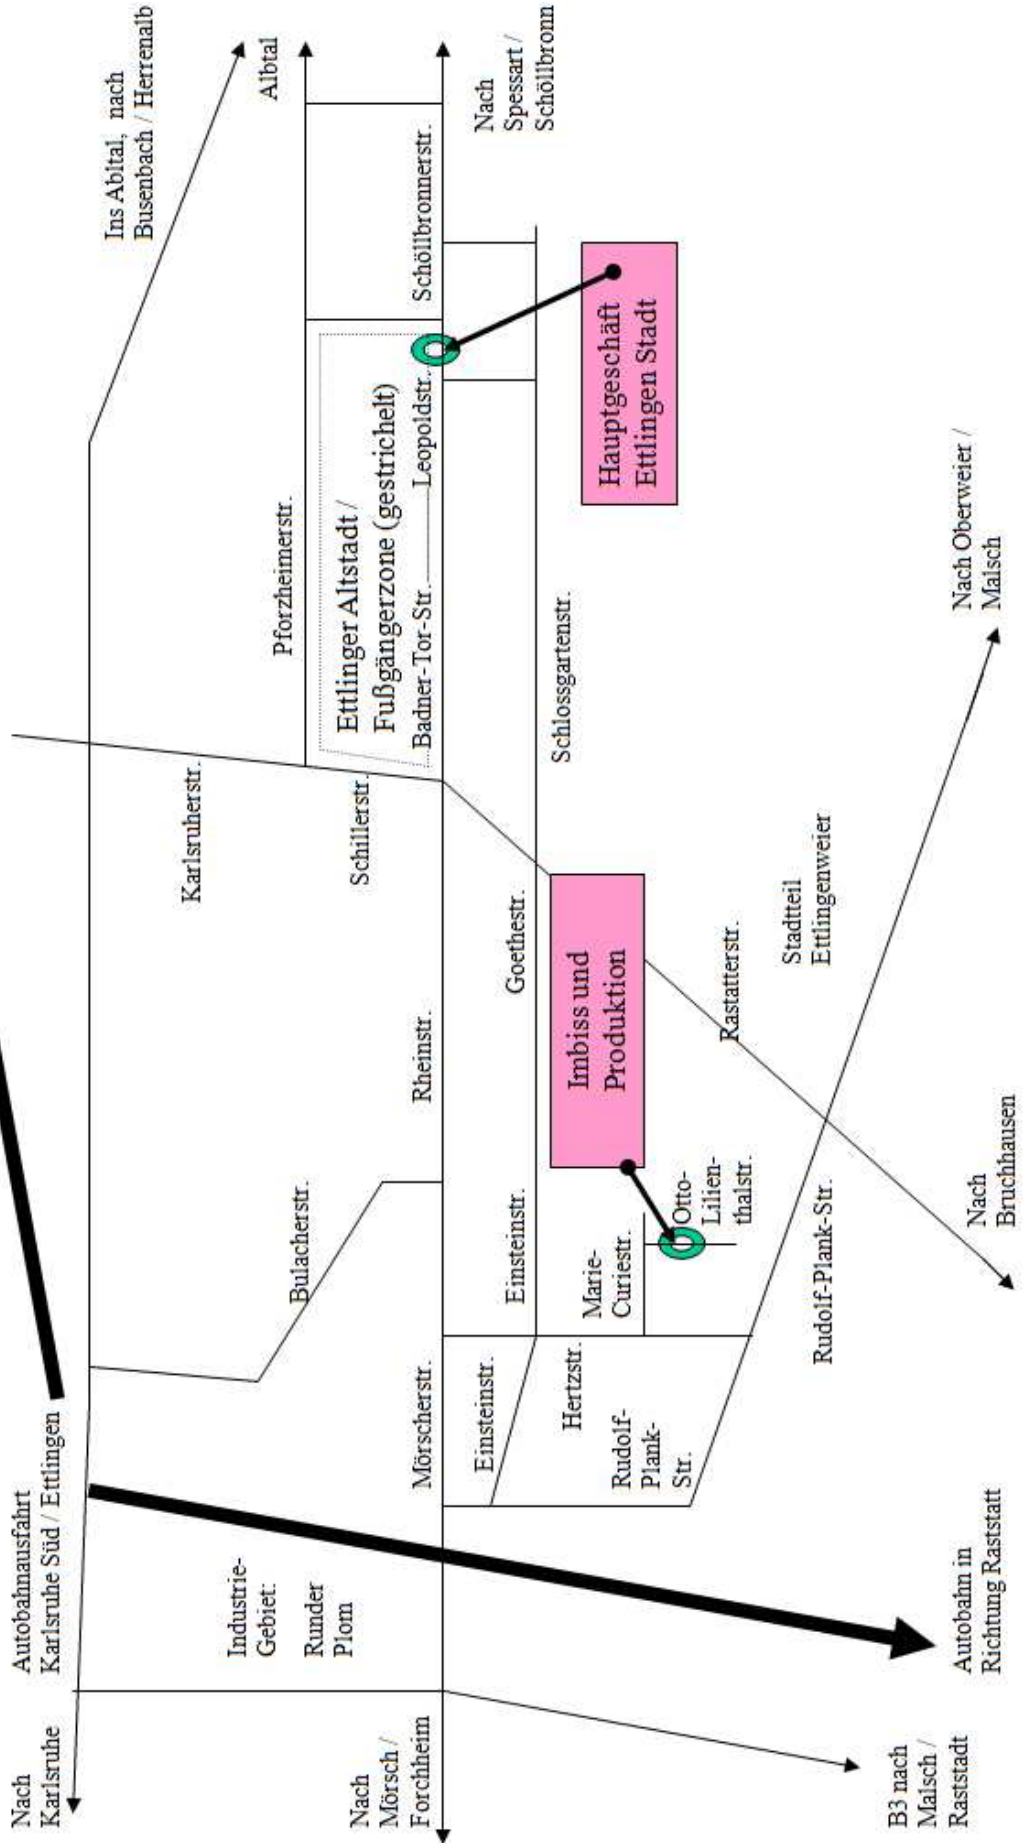 Nach
Karlsruhe
Autobahnausfahrt
Karlsruhe Süd / Ettlingen
Ins Abltal, nach
Busenbach / Herrenalb
Karlsruherstr.
Industrie-
Gebiet:
Runder
Plom
Bulacherstr.
Pforzheimerstr.
Albtal
Schillerstr.
Ettlinger Altstadt /
Fußgängerzone (gestrichelt)
Nach
Mörsch /
Forchheim
Mörscherstr.
Rheinstr.
Badner-Tor-Str.
Leopoldstr.
Schöllbronnerstr.
Nach
Spessart /
Schöllbronn
Einsteinstr.
Einsteinstr.
Goethestr.
Schlossgartenstr.
Hertzstr.
Marie-
Curiestr.
Imbiss und
Produktion
Hauptgeschäft
Ettlingen Stadt
Rudolf-
Plank-
Str.
Otto-
Lilien-
thalstr.
Rastatterstr.
Stadtteil
Ettlingenweier
Rudolf-Plank-Str.
B3 nach
Malsch /
Raststadt
Autobahn in
Richtung Raststatt
Nach
Bruchhausen
Nach Oberweier /
Malsch